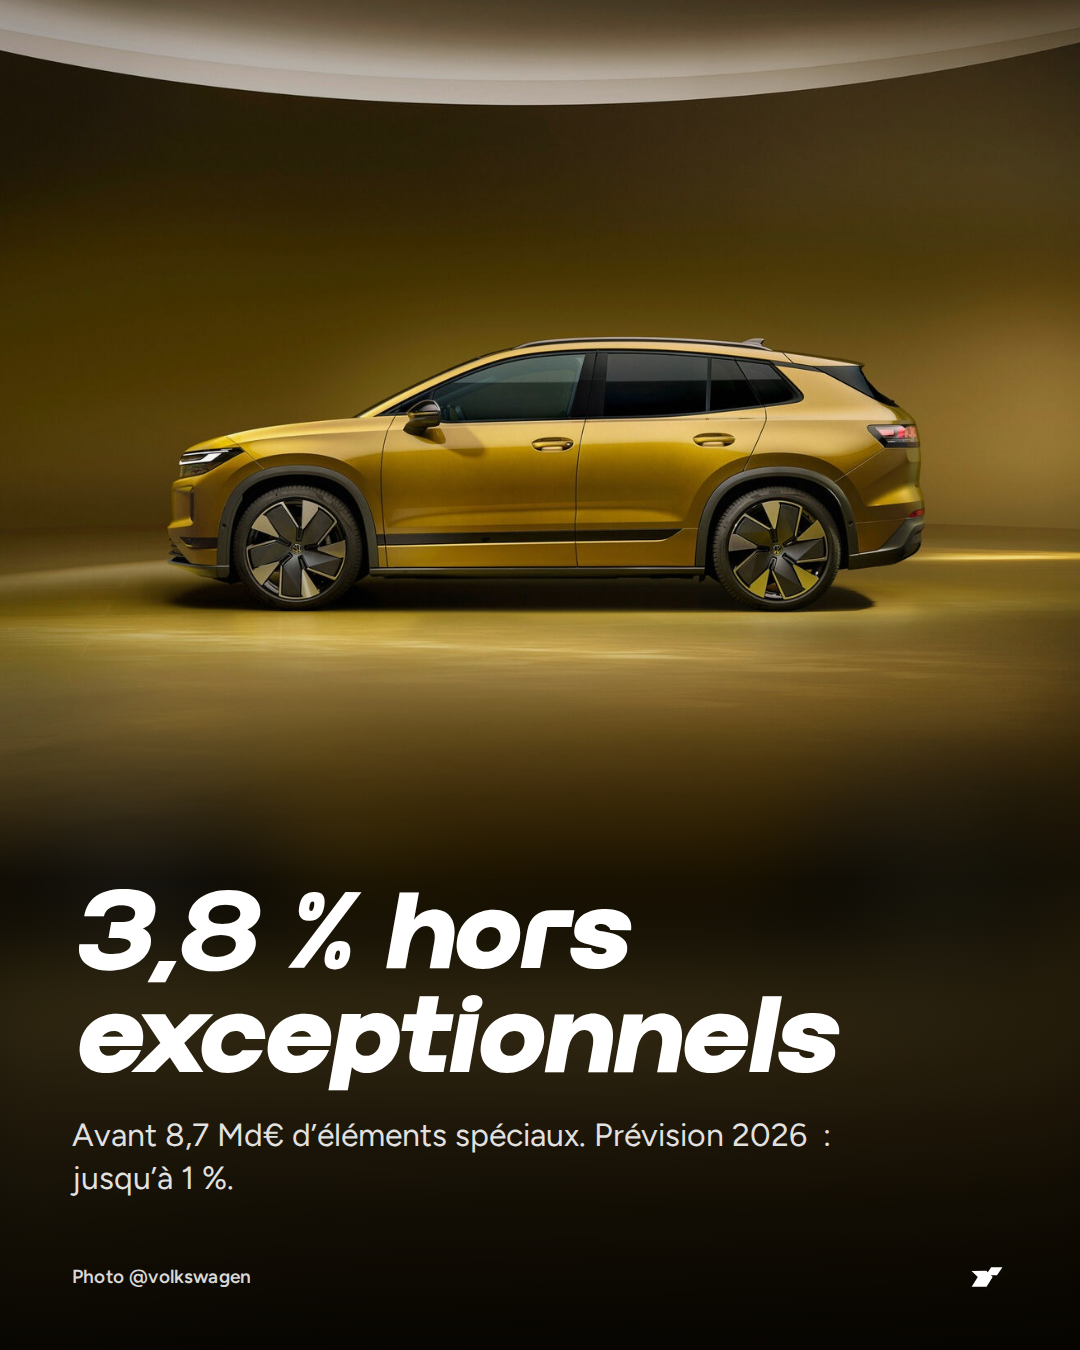 3,8 % hors
exceptionnels
Avant 8,7 Md€ d’éléments spéciaux. Prévision 2026  :
jusqu’à 1 %.
Photo @volkswagen